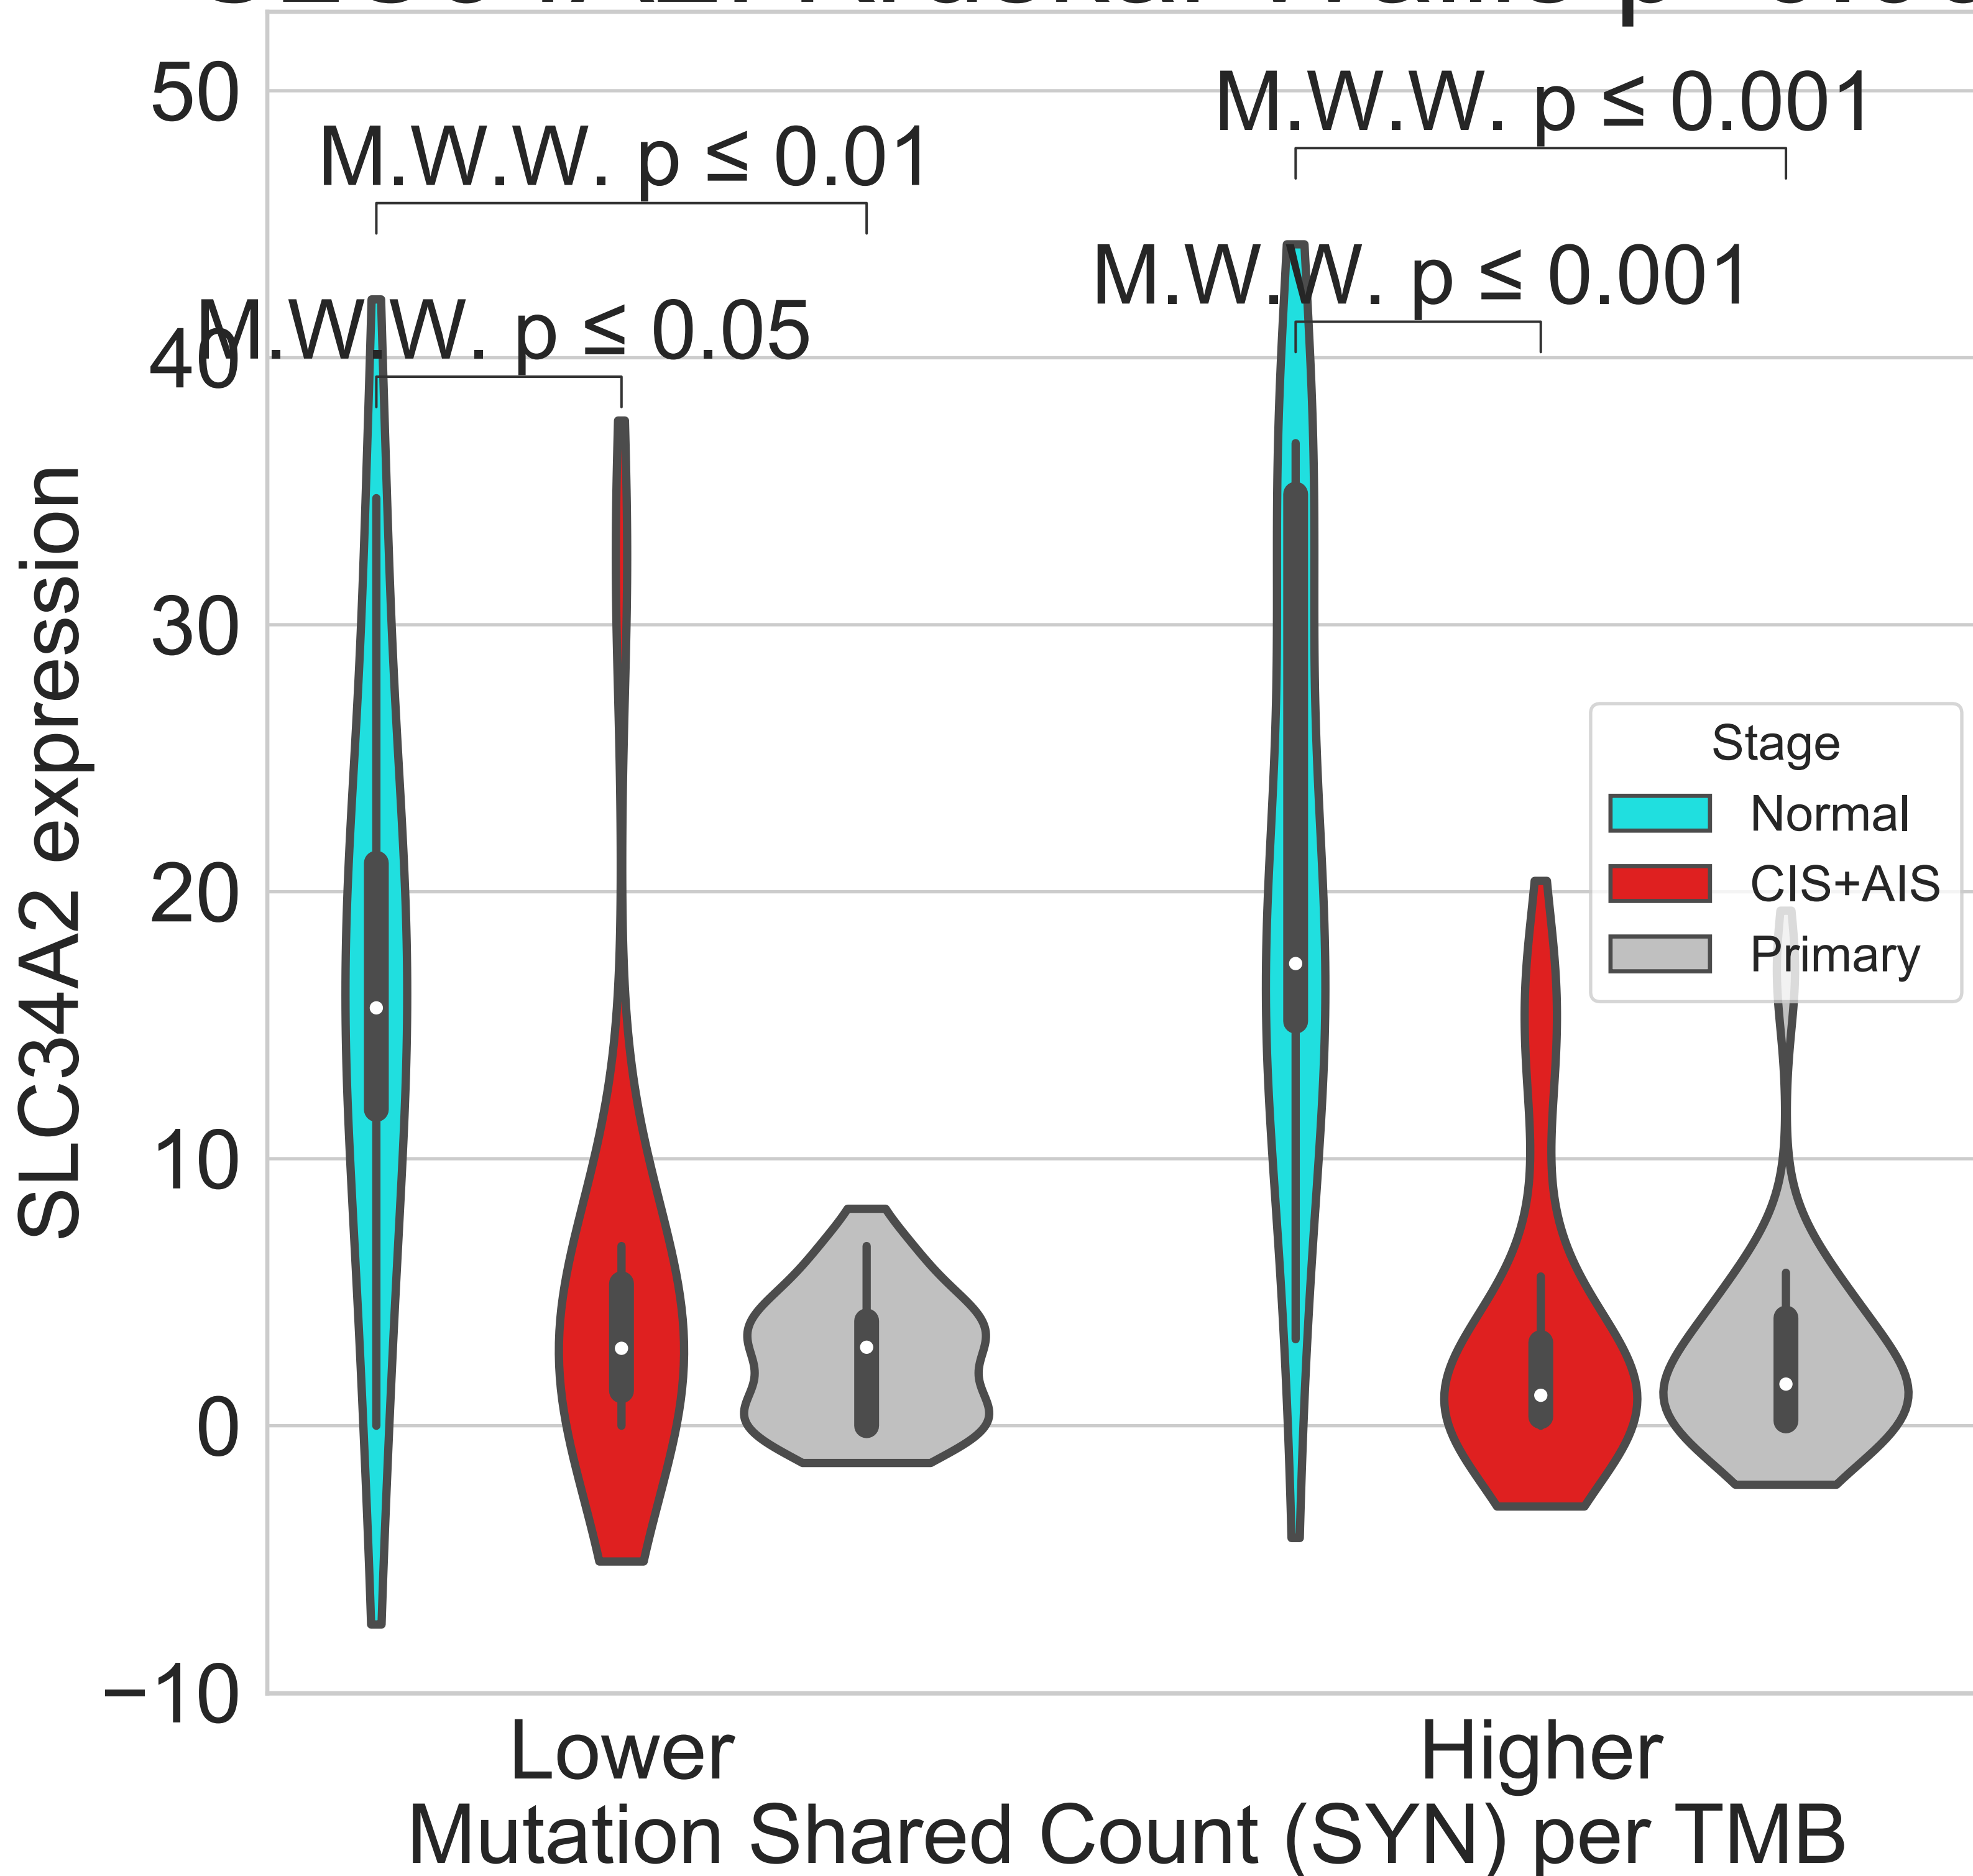 50
M.W.W. p ≤ 0.001
M.W.W. p ≤ 0.01
M.W.W. p ≤ 0.001
M.W.W. p ≤ 0.05
40
30
20
10
0
−10
SLC34A2 expression
Stage
Normal
CIS+AIS
Primary
Lower
Higher
Mutation Shared Count (SYN) per TMB